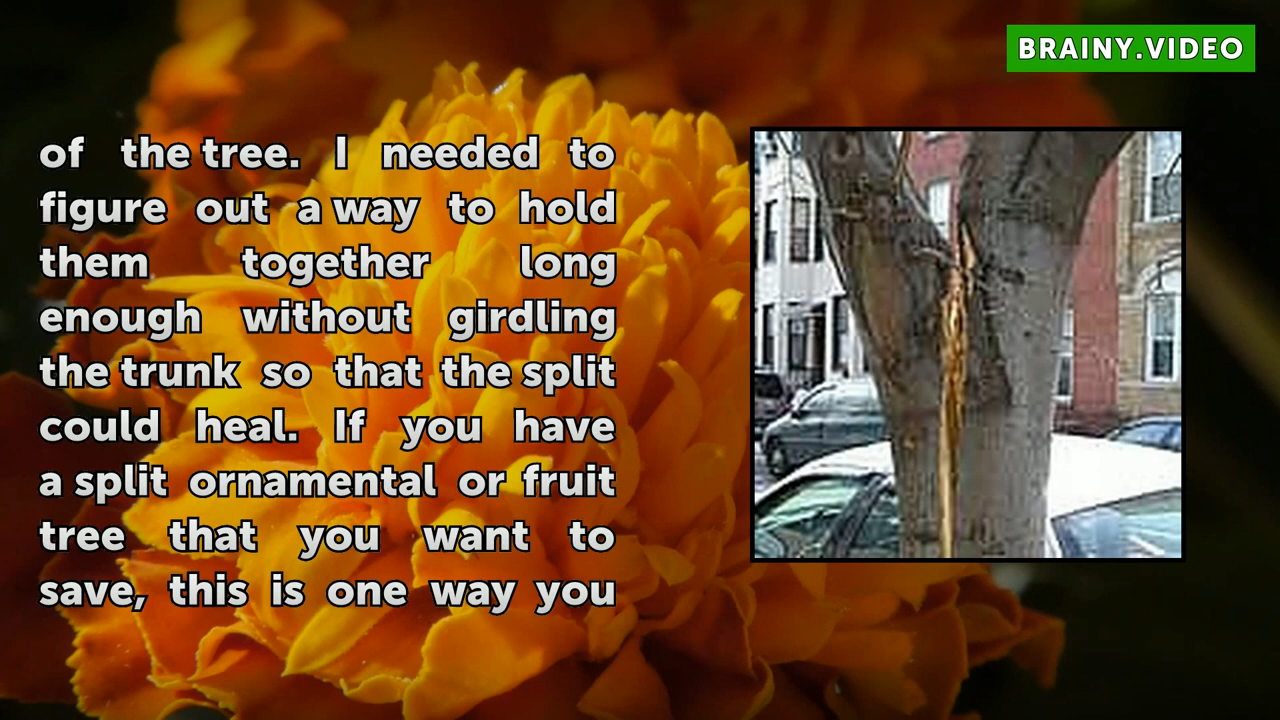 BRAINY.VIDEO
of the tree. I needed to
figure out a way to hold
them together long
enough without girdling
the trunk so that the split
could heal. If you have
a split ornamental or fruit
tree that you want to
save, this is one way you